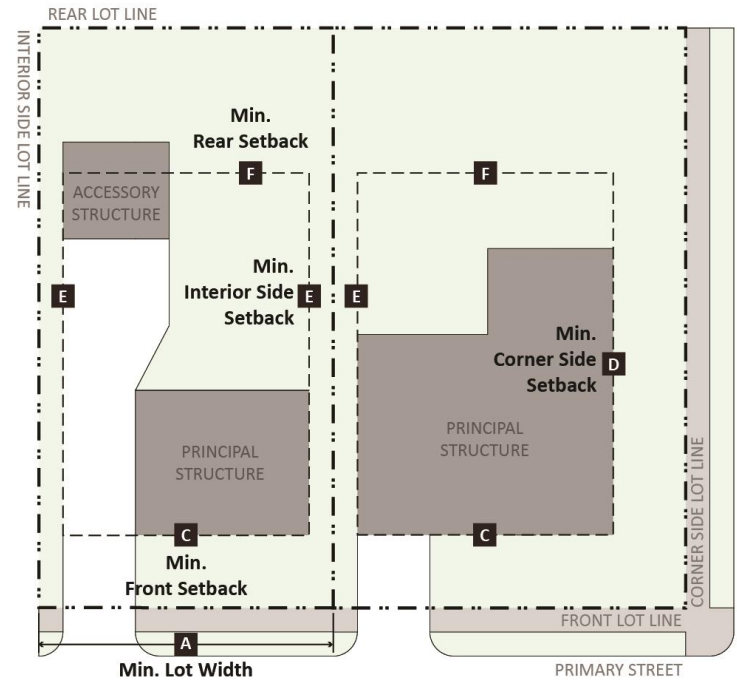 REAR LOT LINE
INTERIOR SIDE LOT LINE
Min.
Rear Setback
F
F
ACCESSORY
STRUCTURE
Min.
Interior Side
Setback
E
E
E
Min.
Corner Side
Setback
D
PRINCIPAL
STRUCTURE
PRINCIPAL
STRUCTURE
CORNER SIDE LOT LINE
C
C
Min.
Front Setback
FRONT LOT LINE
A
Min. Lot Width
PRIMARY STREET